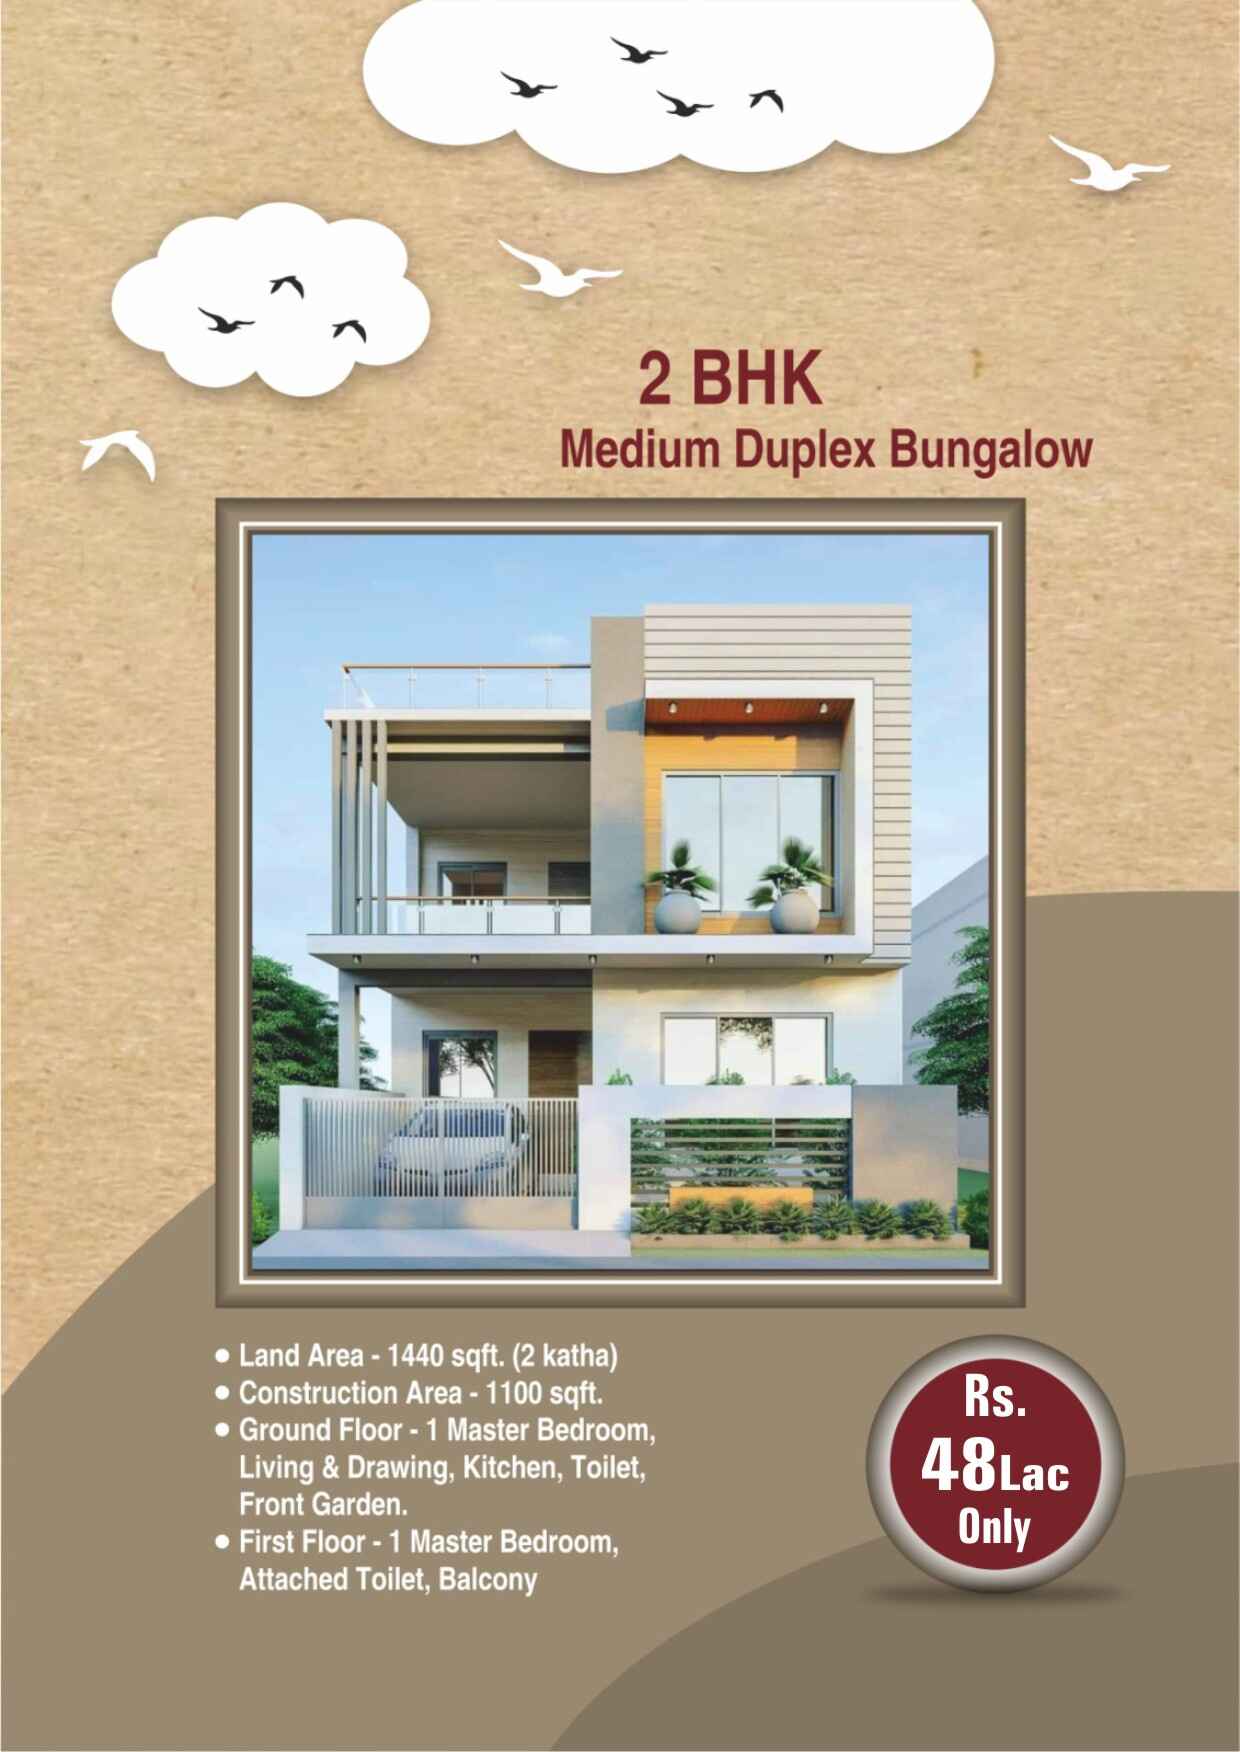 2 BHK
Medium Duplex Bungalow
• Land Area - 1440 sqft. (2 katha)
• Construction Area - 1100 sqft.
• Ground Floor - 1 Master Bedroom,
Living & Drawing, Kitchen, Toilet,
Front Garden.
• First Floor - 1 Master Bedroom,
Attached Toilet, Balcony
Rs.
48Lac
Only